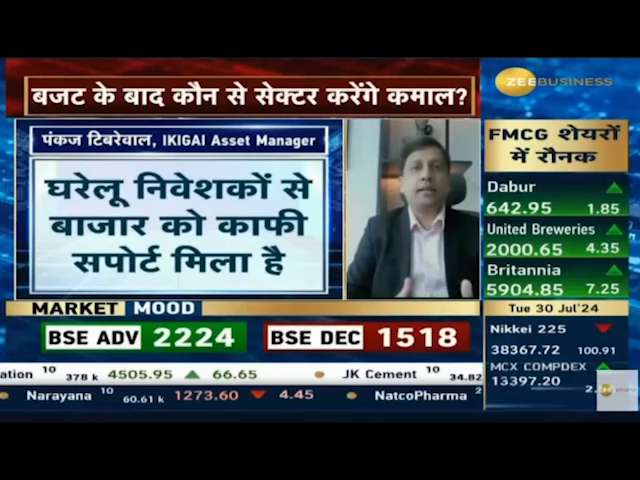 बजट के बाद कौन से सेक्टर करेंगे कमाल?
ZEEBUSINESS
पंकज टिबरेवाल, IKIGAI Asset Manager
घरेलू निवेशकों से
बाजार को काफी
सपोर्ट मिला है
FMCG शेयरों
में रौनक
Dabur
642.95 1.85
United Breweries
2000.65 4.35
Britannia
5904.85 7.25
Tue 30 Jul'24
MARKET MOOD
BSE ADV 2224 BSE DEC 1518
Nikkei 225
38367.72 100.91
MCX COMPDEX
13397.20
ation 10 378 k 4505.95 66.65 JK Cement 10 34.82
Narayana 10 60.61 k 1273.60 4.45 NatcoPharma 2